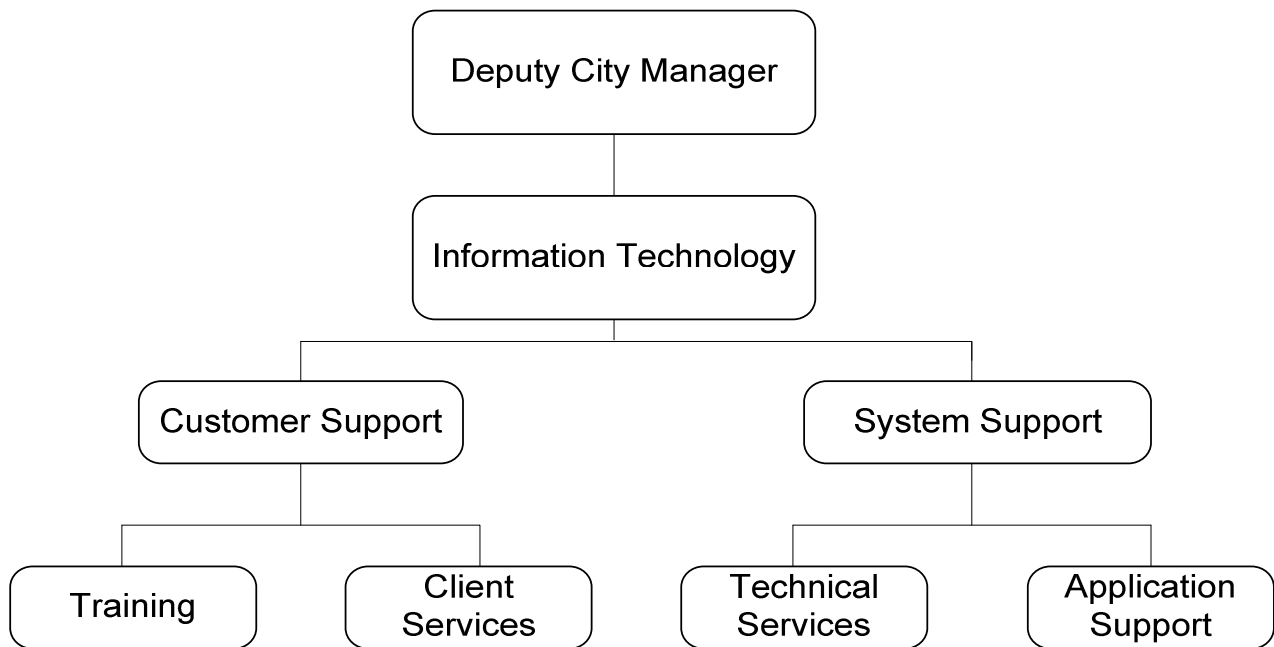 Deputy City Manager
Information Technology
Customer Support
System Support
Training
Client
Services
Technical
Services
Application
Support